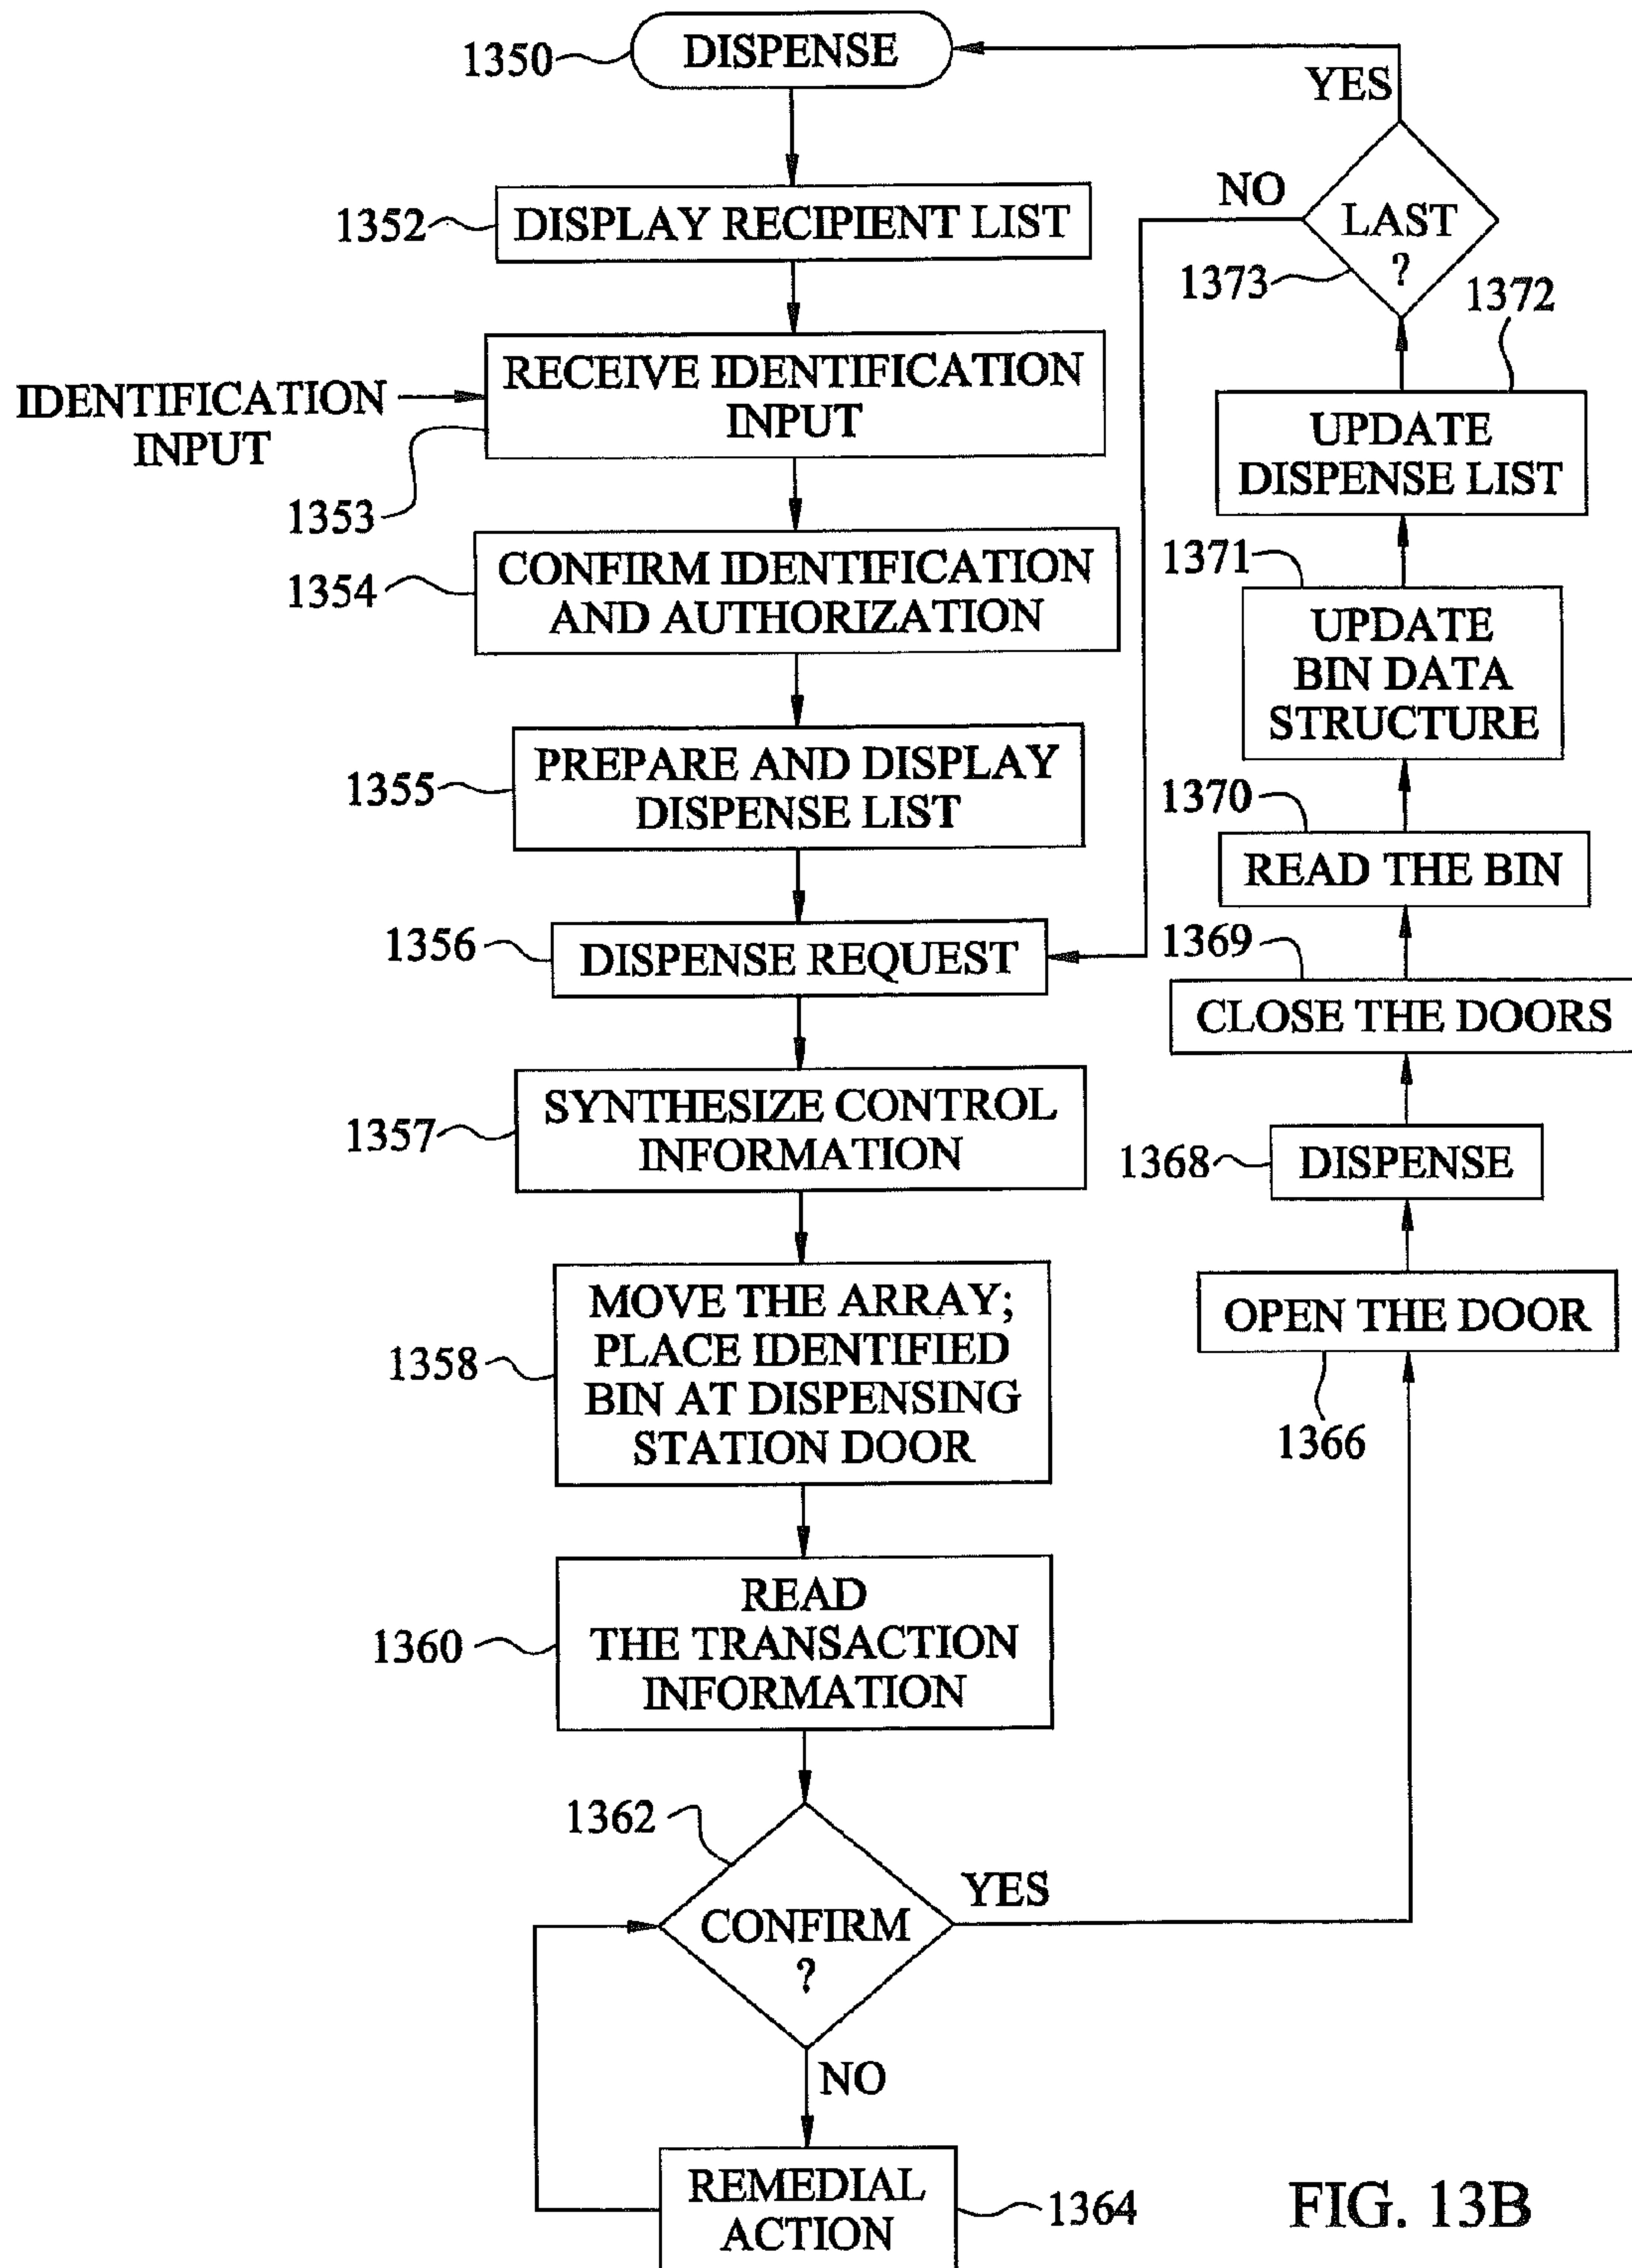 1350
DISPENSE
1352
DISPLAY RECIPIENT LIST
IDENTIFICATION
INPUT
RECEIVE IDENTIFICATION
INPUT
1353
1354
CONFIRM IDENTIFICATION
AND AUTHORIZATION
1355
PREPARE AND DISPLAY
DISPENSE LIST
1356
DISPENSE REQUEST
1357
SYNTHESIZE CONTROL
INFORMATION
1358
MOVE THE ARRAY;
PLACE IDENTIFIED
BIN AT DISPENSING
STATION DOOR
1360
READ
THE TRANSACTION
INFORMATION
1362
CONFIRM
?
YES
NO
REMEDIAL
ACTION
1364
OPEN THE DOOR
1366
1368
DISPENSE
1369
CLOSE THE DOORS
1370
READ THE BIN
1371
UPDATE
BIN DATA
STRUCTURE
1372
UPDATE
DISPENSE LIST
1373
LAST
?
NO
YES
FIG. 13B